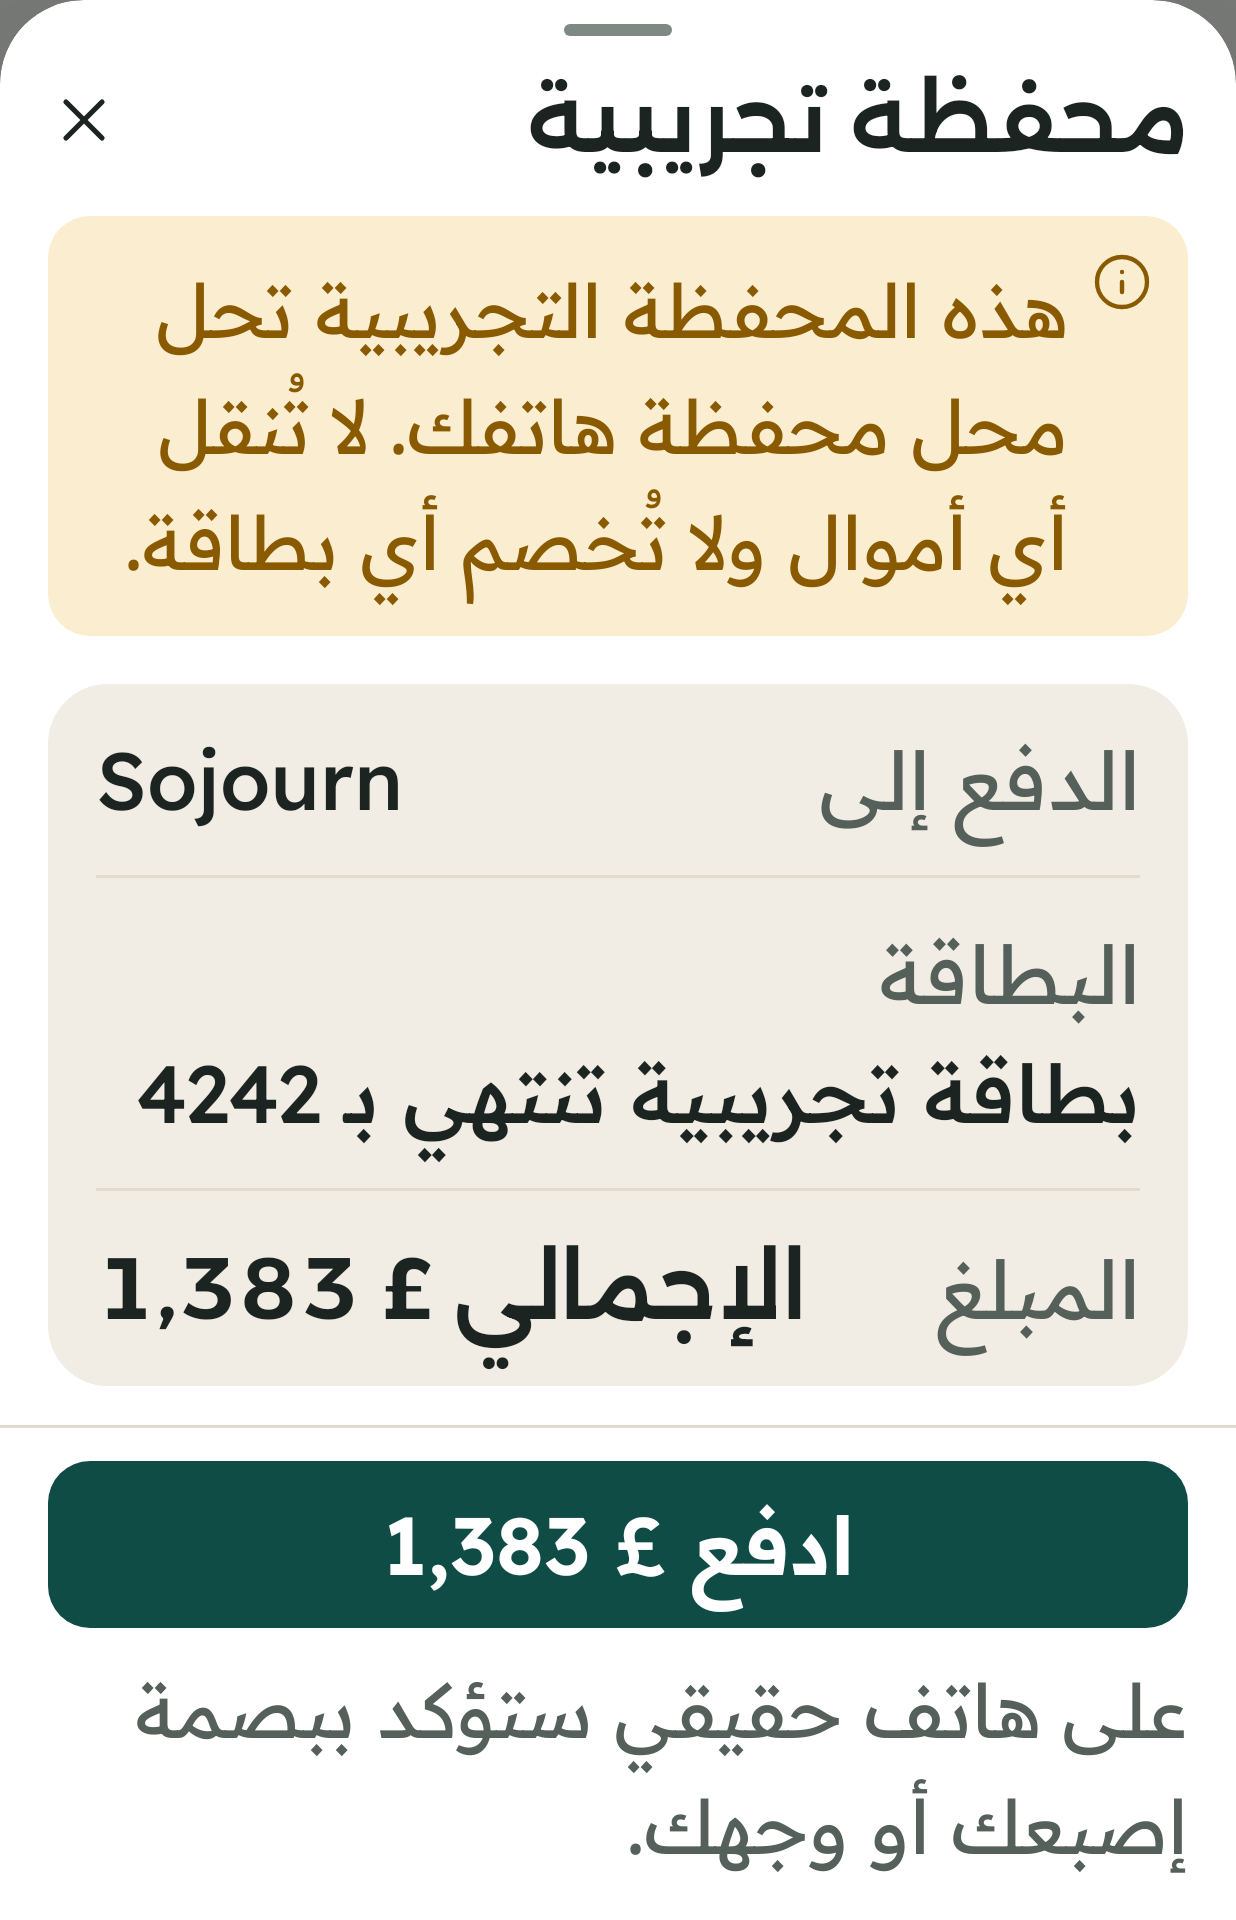 محفظة تجريبية
هذه المحفظة التجريبية تحل
محل محفظة هاتفك. لا تُنقل
أي أموال ولا تُخصم أي بطاقة.
الدفع إلى Sojourn
البطاقة
بطاقة تجريبية تنتهي بـ 4242
المبلغ الإجمالي £ 1,383
ادفع £ 1,383
على هاتف حقيقي ستؤكد ببصمة
إصبعك أو وجهك.